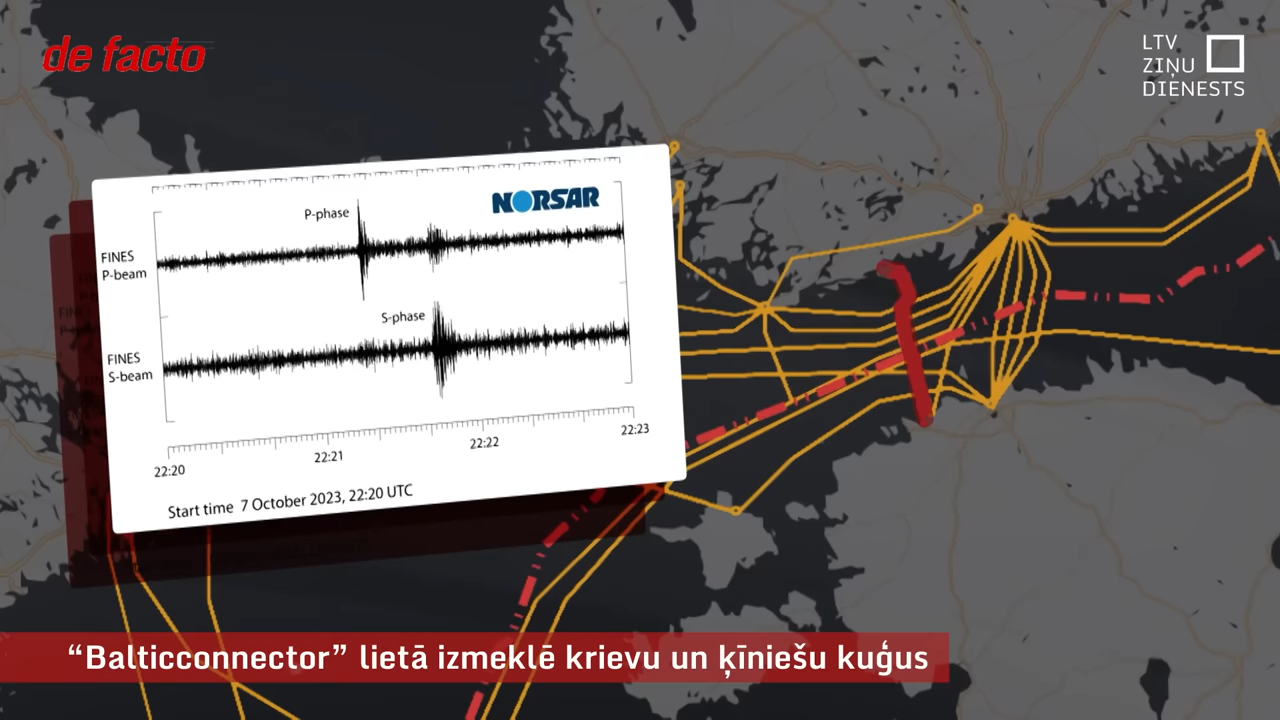 de facto
LTV
ZIŅU
DIENESTS
NORSAR
P-phase
FINES
P-beam
S-phase
FINES
S-beam
22:20
22:21
22:22
22:23
Start time 7 October 2023, 22:20 UTC
“Balticconnector” lietā izmeklē krievu un ķīniešu kuģus